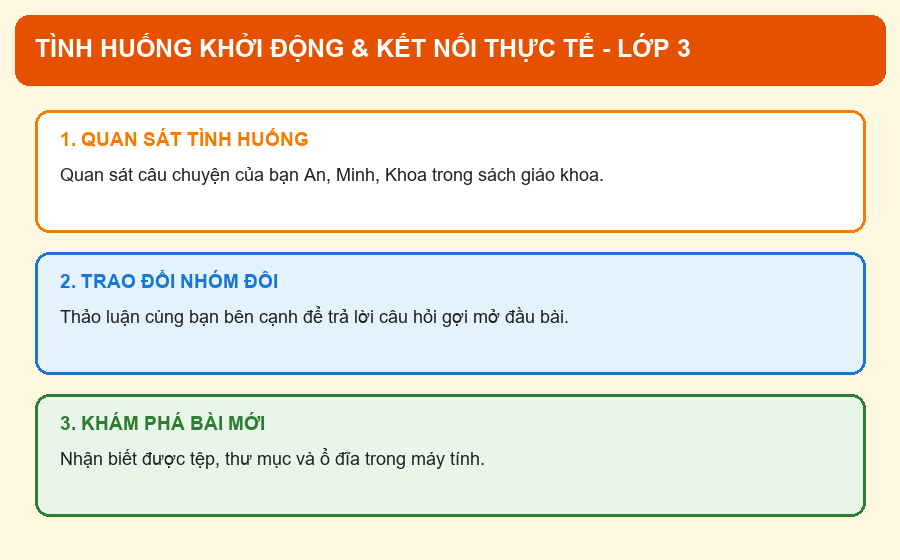 TÌNH HUỐNG KHỞI ĐỘNG & KẾT NỐI THỰC TẾ - LỚP 3
1. QUAN SÁT TÌNH HUỐNG
Quan sát câu chuyện của bạn An, Minh, Khoa trong sách giáo khoa.
2. TRAO ĐỔI NHÓM ĐÔI
Thảo luận cùng bạn bên cạnh để trả lời câu hỏi gợi mở đầu bài.
3. KHÁM PHÁ BÀI MỚI
Nhận biết được tệp, thư mục và ổ đĩa trong máy tính.